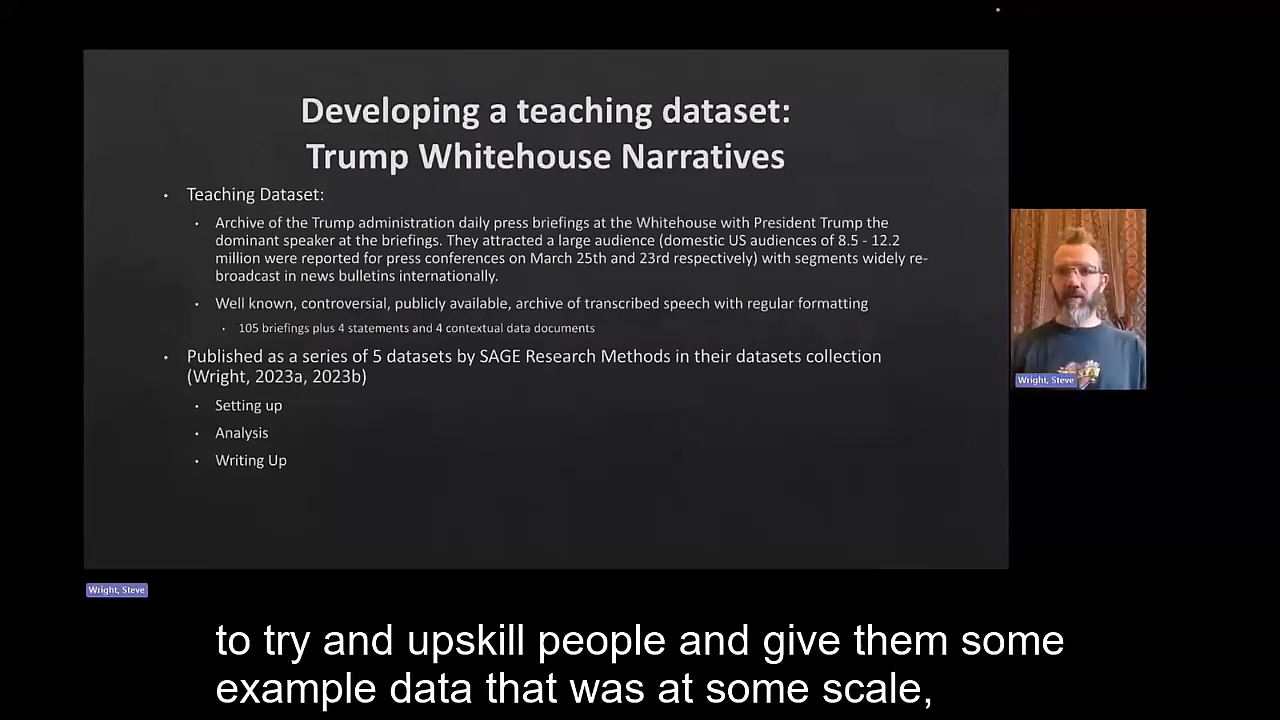 Developing a teaching dataset:
Trump Whitehouse Narratives
• Teaching Dataset:
• Archive of the Trump administration daily press briefings at the Whitehouse with President Trump the
dominant speaker at the briefings. They attracted a large audience (domestic US audiences of 8.5 - 12.2
million were reported for press conferences on March 25th and 23rd respectively) with segments widely re-
broadcast in news bulletins internationally.
• Well known, controversial, publicly available, archive of transcribed speech with regular formatting
• 105 briefings plus 4 statements and 4 contextual data documents
• Published as a series of 5 datasets by SAGE Research Methods in their datasets collection
(Wright, 2023a, 2023b)
• Setting up
• Analysis
• Writing Up
Wright, Steve
Wright, Steve
to try and upskill people and give them some
example data that was at some scale,